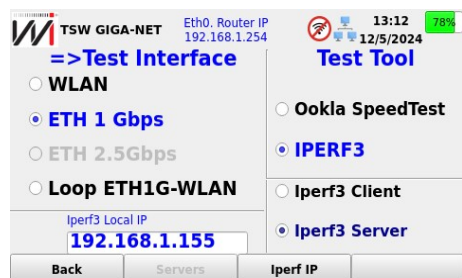 TSW GIGA-NET
Eth0. Router IP
192.168.1.254
13:12
12/5/2024
78%
=>Test Interface
WLAN
ETH 1 Gbps
ETH 2.5Gbps
Loop ETH1G-WLAN
Iperf3 Local IP
192.168.1.155
Test Tool
Ookla SpeedTest
IPERF3
Iperf3 Client
Iperf3 Server
Back
Servers
Iperf IP